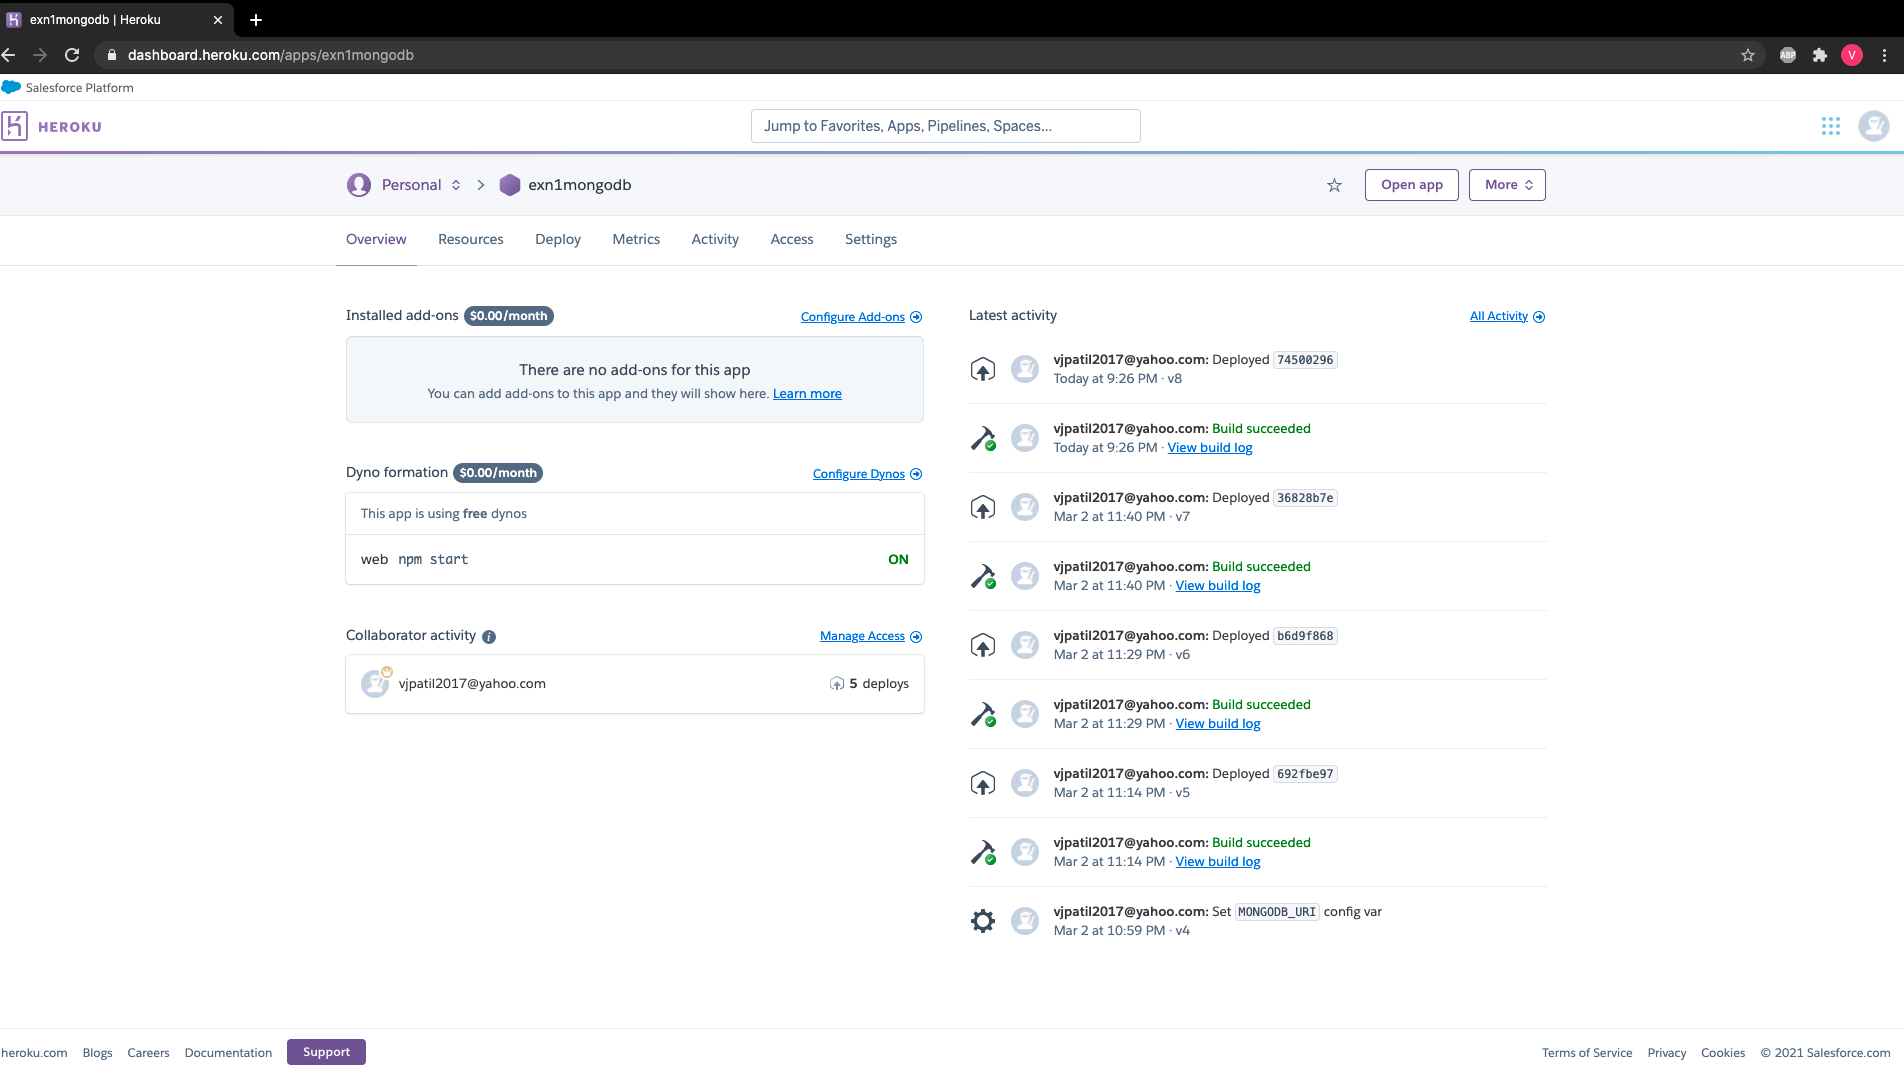 exn1mongodb | Heroku
dashboard.heroku.com/apps/exn1mongodb
ABP
V
Salesforce Platform
HEROKU
Jump to Favorites, Apps, Pipelines, Spaces...
Personal
exn1mongodb
Open app
More
Overview
Resources
Deploy
Metrics
Activity
Access
Settings
Installed add-ons $0.00/month
Configure Add-ons
There are no add-ons for this app
You can add add-ons to this app and they will show here. Learn more
Dyno formation $0.00/month
Configure Dynos
This app is using free dynos
web npm start
ON
Collaborator activity i
Manage Access
vjpatil2017@yahoo.com
5 deploys
Latest activity
All Activity
vjpatil2017@yahoo.com: Deployed 74500296
Today at 9:26 PM · v8
vjpatil2017@yahoo.com: Build succeeded
Today at 9:26 PM · View build log
vjpatil2017@yahoo.com: Deployed 36828b7e
Mar 2 at 11:40 PM · v7
vjpatil2017@yahoo.com: Build succeeded
Mar 2 at 11:40 PM · View build log
vjpatil2017@yahoo.com: Deployed b6d9f868
Mar 2 at 11:29 PM · v6
vjpatil2017@yahoo.com: Build succeeded
Mar 2 at 11:29 PM · View build log
vjpatil2017@yahoo.com: Deployed 692fbe97
Mar 2 at 11:14 PM · v5
vjpatil2017@yahoo.com: Build succeeded
Mar 2 at 11:14 PM · View build log
vjpatil2017@yahoo.com: Set MONGODB_URI config var
Mar 2 at 10:59 PM · v4
heroku.com
Blogs
Careers
Documentation
Support
Terms of Service
Privacy
Cookies
© 2021 Salesforce.com